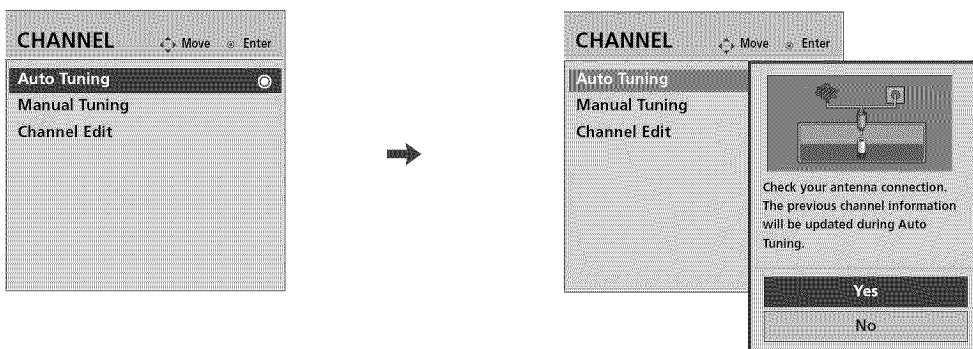 CHANNEL Move Enter
Auto Tuning
Manual Tuning
Channel Edit
CHANNEL Move Enter
Auto Tuning
Manual Tuning
Channel Edit
Check your antenna connection.
The previous channel information
will be updated during Auto
Tuning.
Yes
No